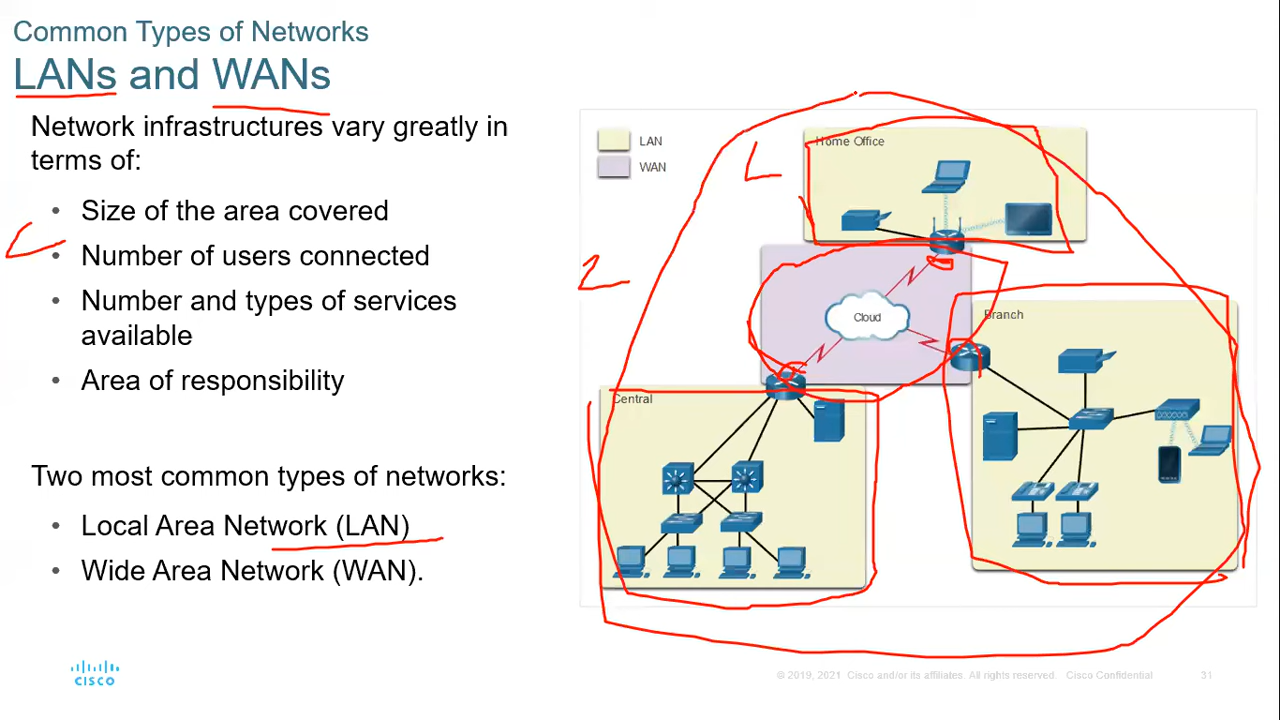 Common Types of Networks
LANs and WANs
Network infrastructures vary greatly in
terms of:
• Size of the area covered
• Number of users connected
• Number and types of services
available
• Area of responsibility
Two most common types of networks:
• Local Area Network (LAN)
• Wide Area Network (WAN).
LAN
WAN
Home Office
Cloud
Branch
Central
CISCO
© 2019, 2021 Cisco and/or its affiliates. All rights reserved. Cisco Confidential
31